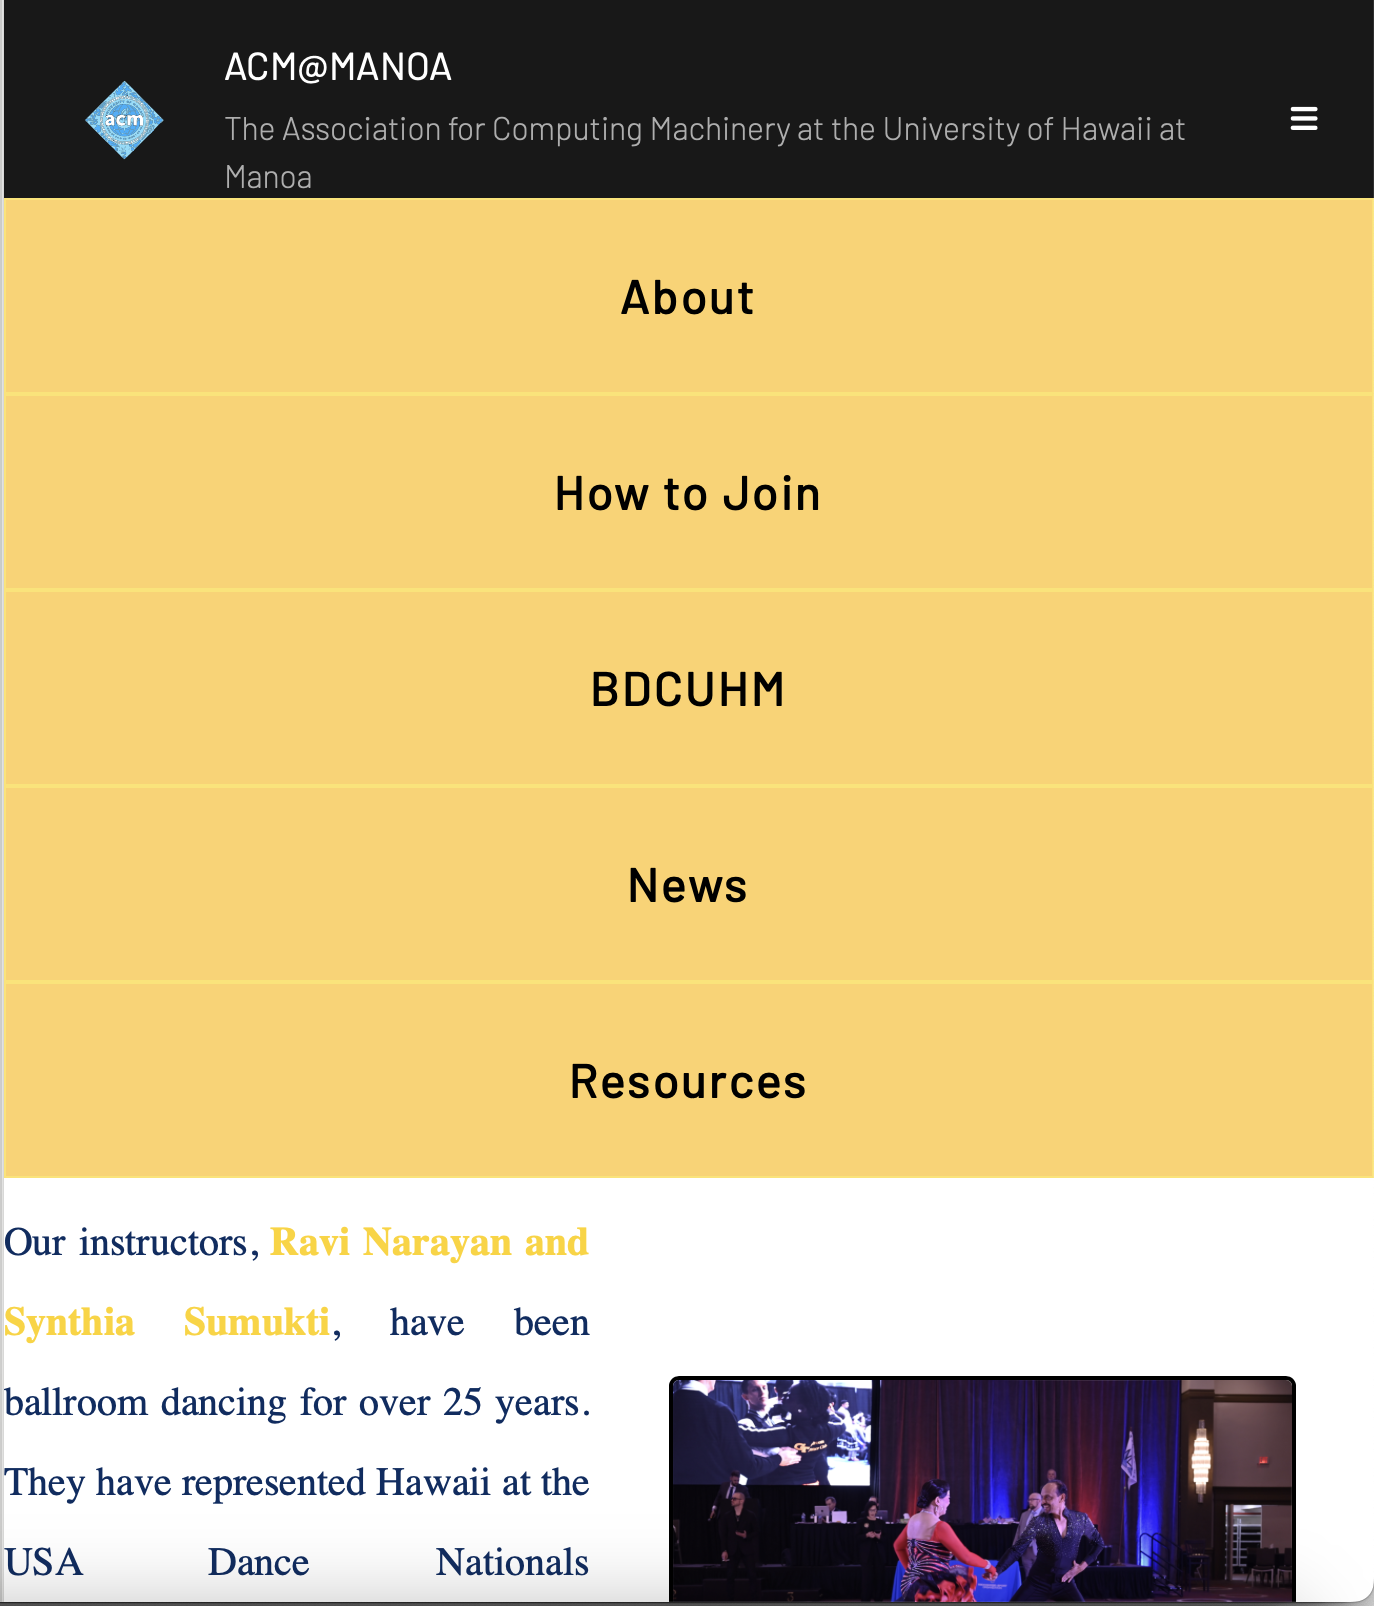 ACM@MANOA
acm
The Association for Computing Machinery at the University of Hawaii at
Manoa
About
How to Join
BDCUHM
News
Resources
Our instructors, Ravi Narayan and
Synthia Sumukti, have been
ballroom dancing for over 25 years.
They have represented Hawaii at the
USA Dance Nationals